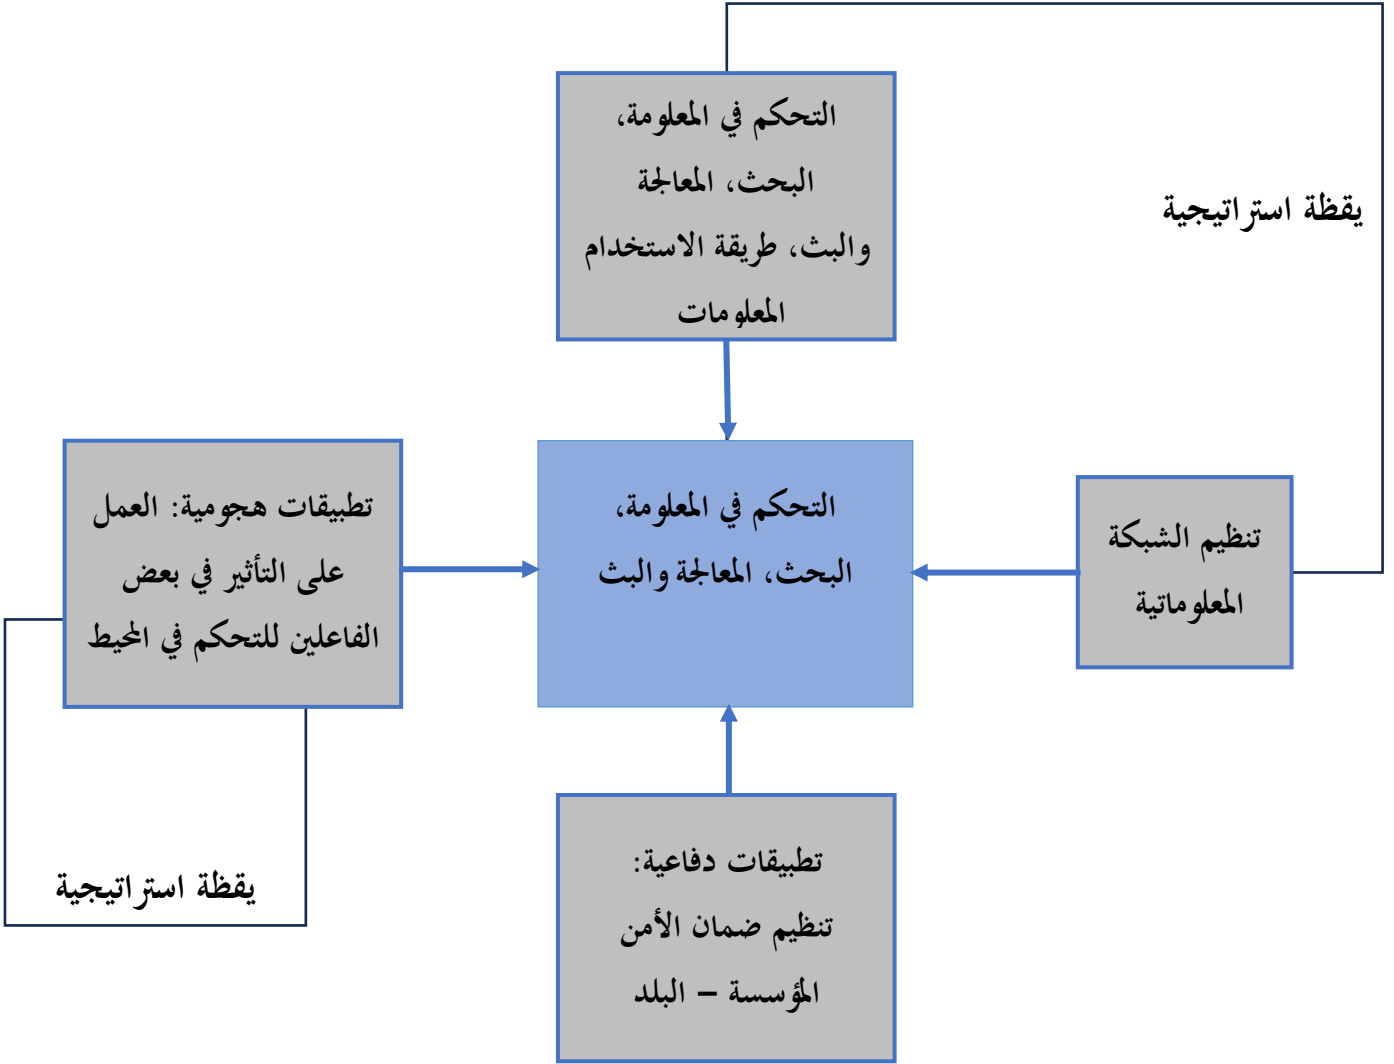 التحكم في المعلومة،
البحث، المعالجة
والبث، طريقة الاستخدام
المعلومات
يقظة استراتيجية
تنظيم الشبكة
المعلوماتية
التحكم في المعلومة،
البحث، المعالجة والبث
تطبيقات هجومية: العمل
على التأثير في بعض
الفاعلين للتحكم في المحيط
يقظة استراتيجية
تطبيقات دفاعية:
تنظيم ضمان الأمن
المؤسسة – البلد